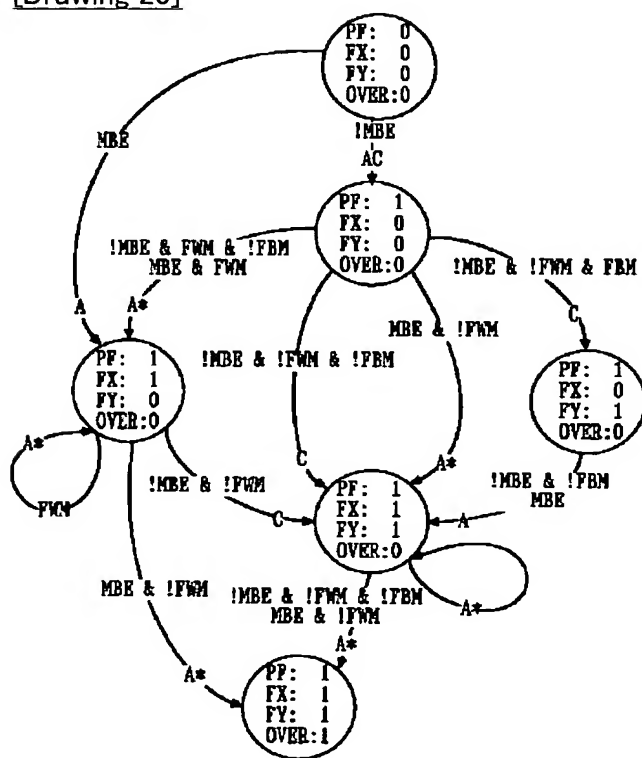 [Drawing 20]
PF: 0
FX: 0
FY: 0
OVER:0
MBE
!MBE
AC
PF: 1
FX: 0
FY: 0
OVER:0
!MBE & FWM & !FBM
MBE & FWM
!MBE & !FWM & FBM
A
A*
C
MBE & !FWM
!MBE & !FWM & !FBM
PF: 1
FX: 1
FY: 0
OVER:0
PF: 1
FX: 0
FY: 1
OVER:0
A*
FWM
!MBE & !FWM
C
C
A*
!MBE & !FBM
MBE
A
PF: 1
FX: 1
FY: 1
OVER:0
MBE & !FWM
!MBE & !FWM & !FBM
MBE & !FWM
A*
A*
A*
PF: 1
FX: 1
FY: 1
OVER:1